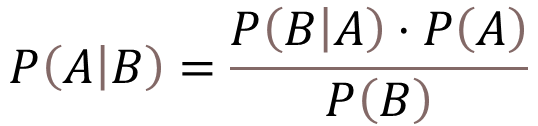 P(A|B) = P(B|A) · P(A) / P(B)